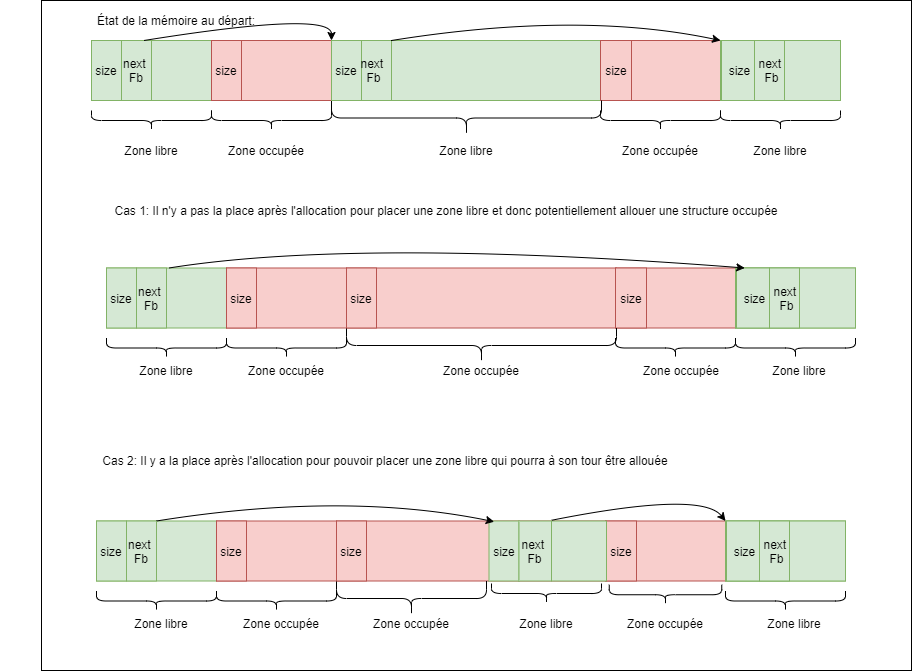 État de la mémoire au départ:
size next Fb size size next Fb size size next Fb
Zone libre Zone occupée Zone libre Zone occupée Zone libre
Cas 1: Il n'y a pas la place après l'allocation pour placer une zone libre et donc potentiellement allouer une structure occupée
size next Fb size size size size next Fb
Zone libre Zone occupée Zone occupée Zone occupée Zone libre
Cas 2: Il y a la place après l'allocation pour pouvoir placer une zone libre qui pourra à son tour être allouée
size next Fb size size size next Fb size size next Fb
Zone libre Zone occupée Zone occupée Zone libre Zone occupée Zone libre